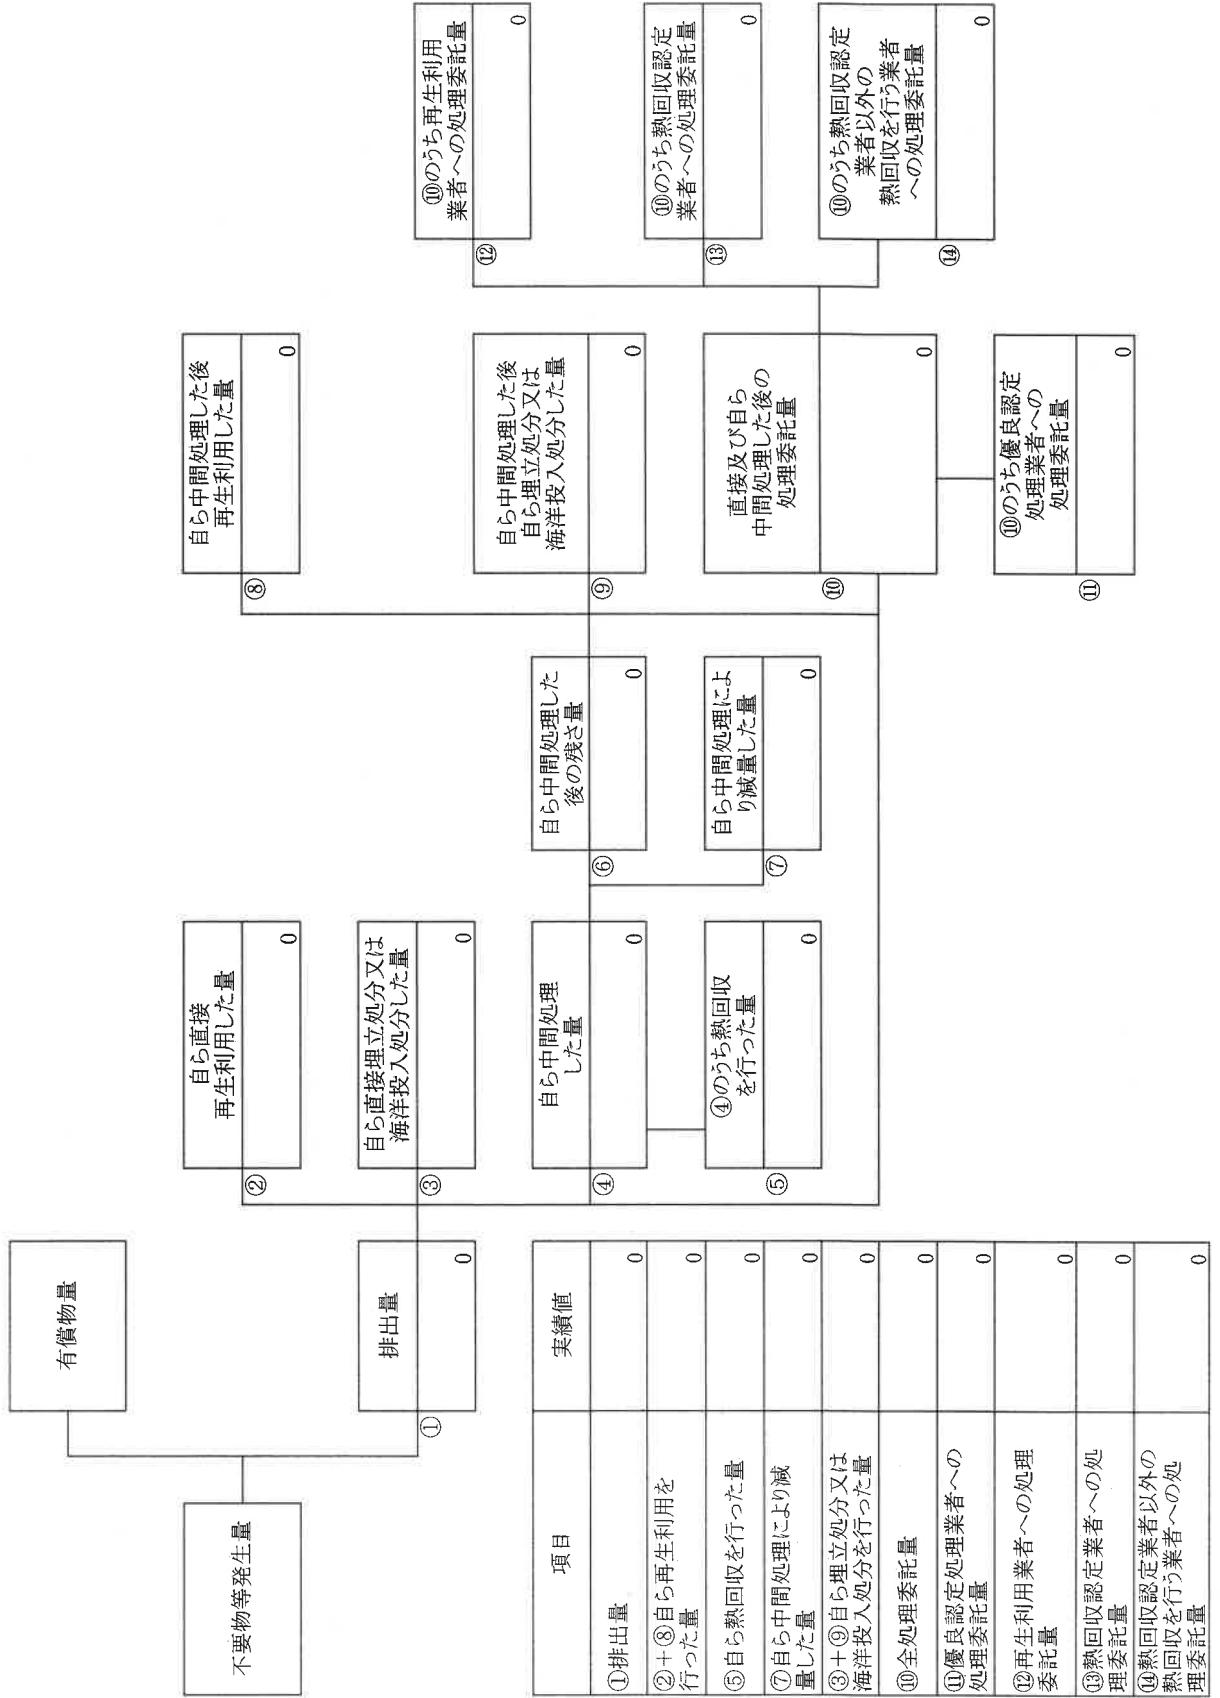 不要物等発生量
有償物量
排出量
①
0
自ら直接
再生利用した量
②
0
自ら直接埋立処分又は
海洋投入処分した量
③
0
自ら中間処理
した量
④
0
④のうち熱回収
を行った量
⑤
0
自ら中間処理した
後の残さ量
⑥
0
自ら中間処理によ
り減量した量
⑦
0
自ら中間処理した後
再生利用した量
⑧
0
自ら中間処理した後
自ら埋立処分又は
海洋投入処分した量
⑨
0
直接及び自ら
中間処理した後の
処理委託量
⑩
0
⑩のうち優良認定
処理業者への
処理委託量
⑪
0
⑩のうち再生利用
業者への処理委託量
⑫
0
⑩のうち熱回収認定
業者への処理委託量
⑬
0
⑩のうち熱回収認定
業者以外の
熱回収を行う業者
への処理委託量
⑭
0
項目 実績値
①排出量 0
②+⑧自ら再生利用を
行った量 0
⑤自ら熱回収を行った量 0
⑦自ら中間処理により減
量した量 0
③+⑨自ら埋立処分又は
海洋投入処分を行った量 0
⑩全処理委託量 0
⑪優良認定処理業者への
処理委託量 0
⑫再生利用業者への処理
委託量 0
⑬熱回収認定業者への処
理委託量 0
⑭熱回収認定業者以外の
熱回収を行う業者への処
理委託量 0